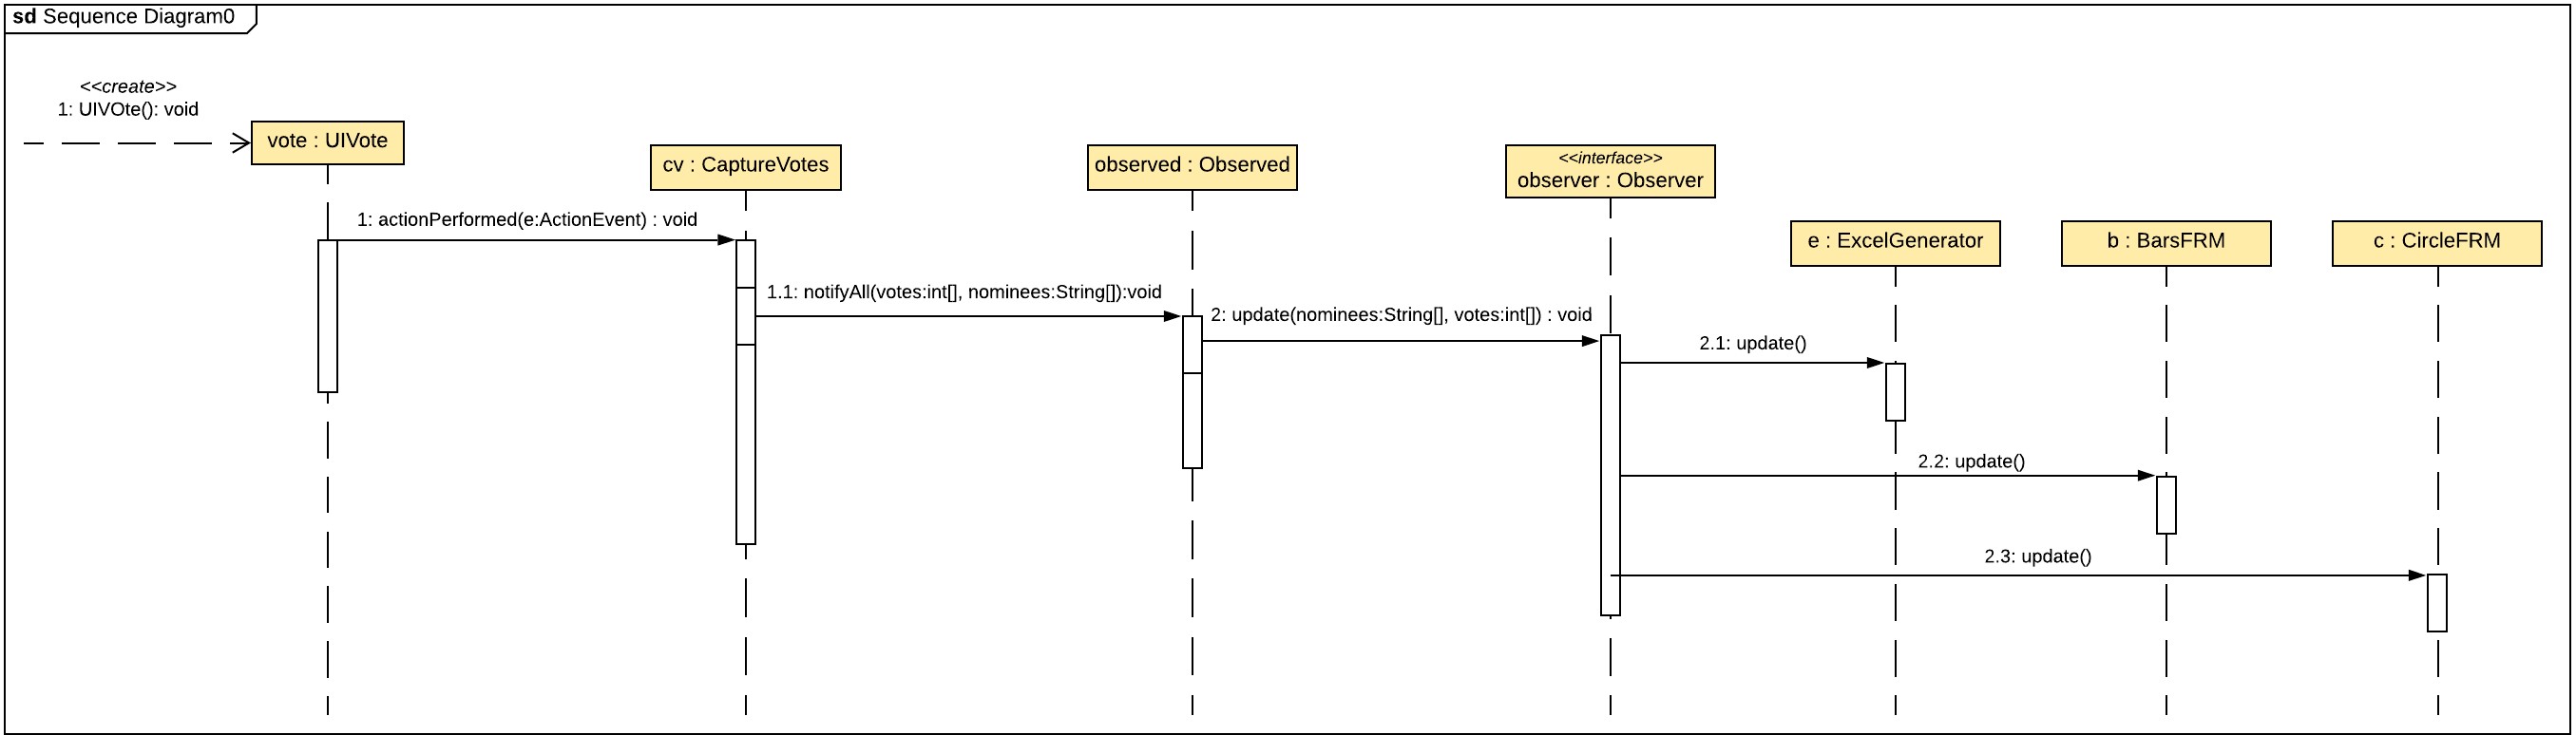 sd Sequence Diagram0
<<create>>
1: UIVOte(): void
vote : UIVote
cv : CaptureVotes
observed : Observed
<<interface>>
observer : Observer
e : ExcelGenerator
b : BarsFRM
c : CircleFRM
1: actionPerformed(e:ActionEvent) : void
1.1: notifyAll(votes:int[], nominees:String[]):void
2: update(nominees:String[], votes:int[]) : void
2.1: update()
2.2: update()
2.3: update()